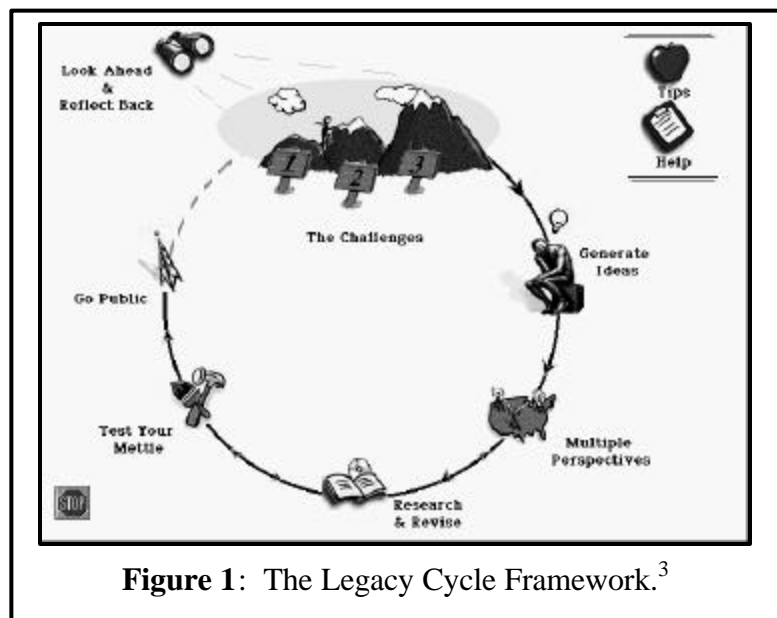 Look Ahead
&
Reflect Back
Tips
Help
1
2
3
The Challenges
Generate
Ideas
Go Public
Multiple
Perspectives
Test Your
Mettle
Research
& Revise
STOP
Figure 1: The Legacy Cycle Framework.3